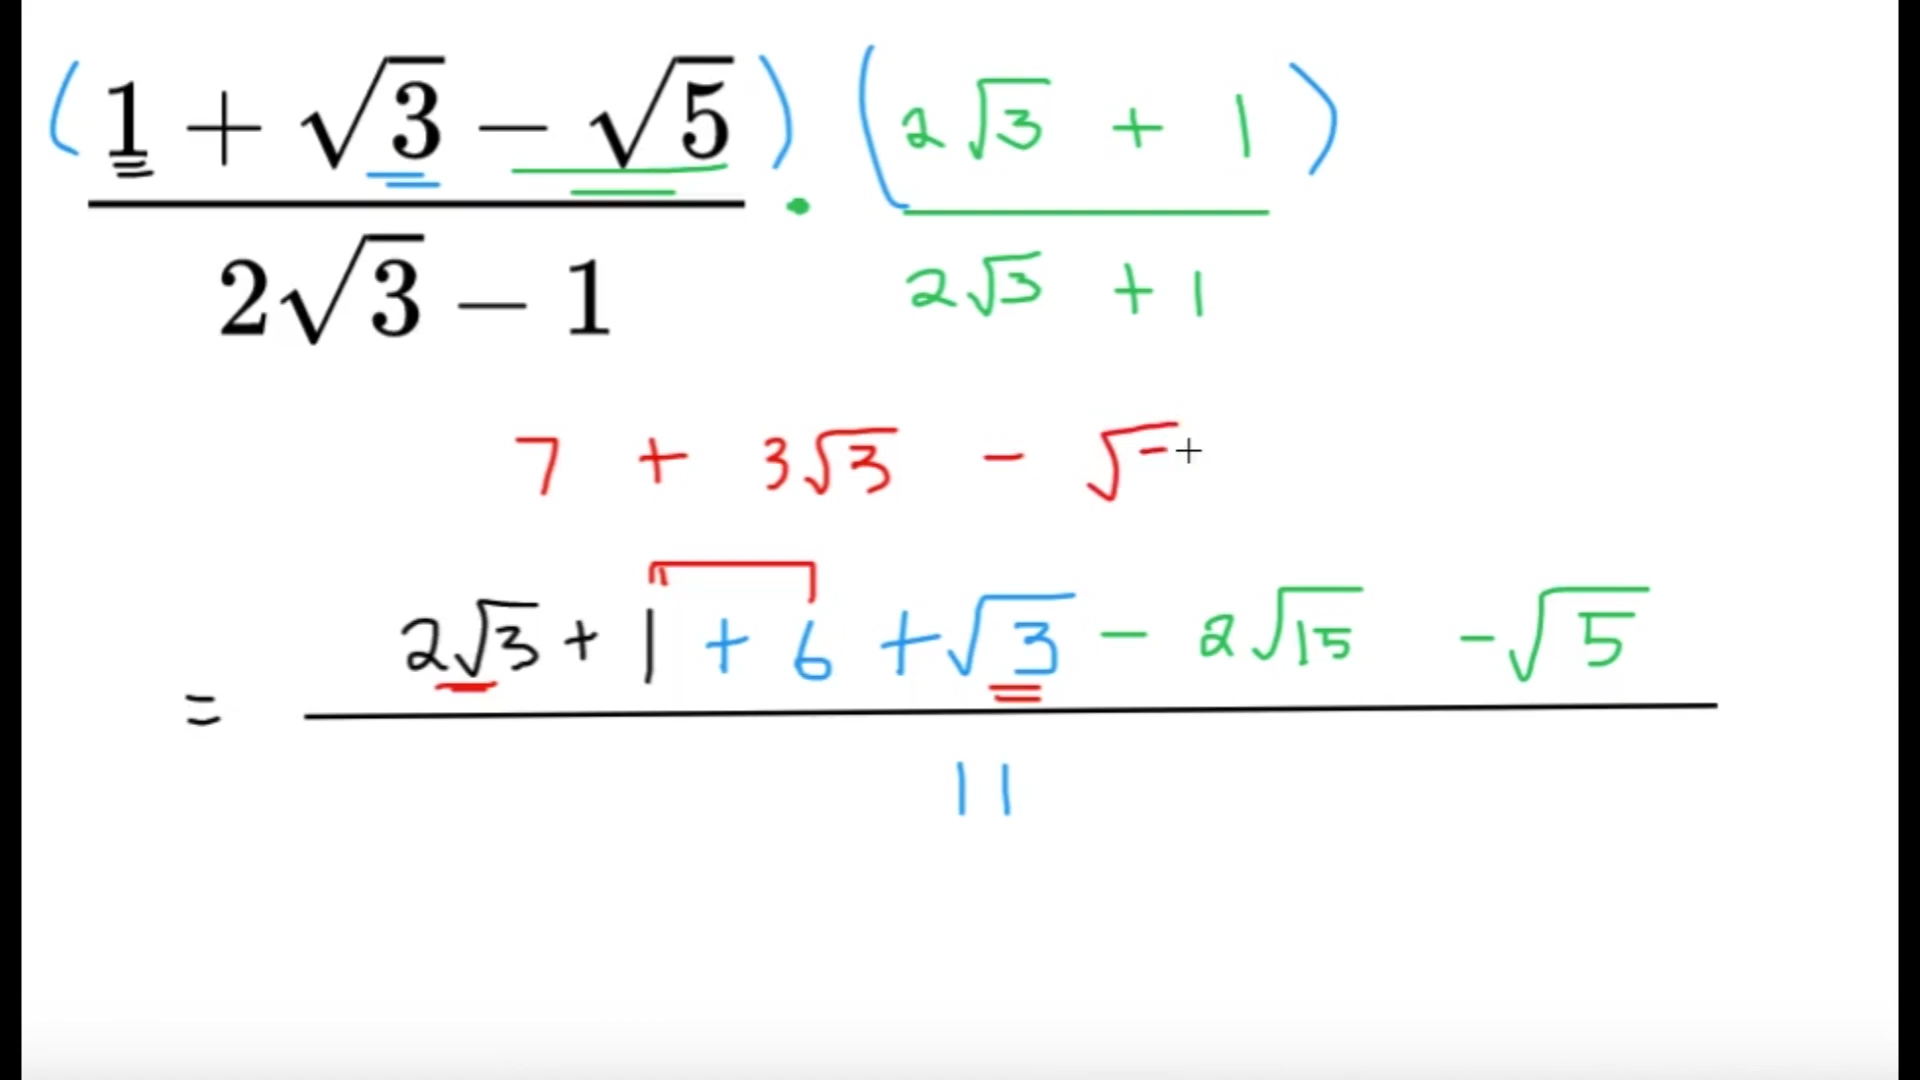 (1 + √3 − √5) · (2√3 + 1)
2√3 − 1 2√3 + 1
7 + 3√3 − √
= 2√3 + 1 + 6 + √3 − 2√15 − √5
11